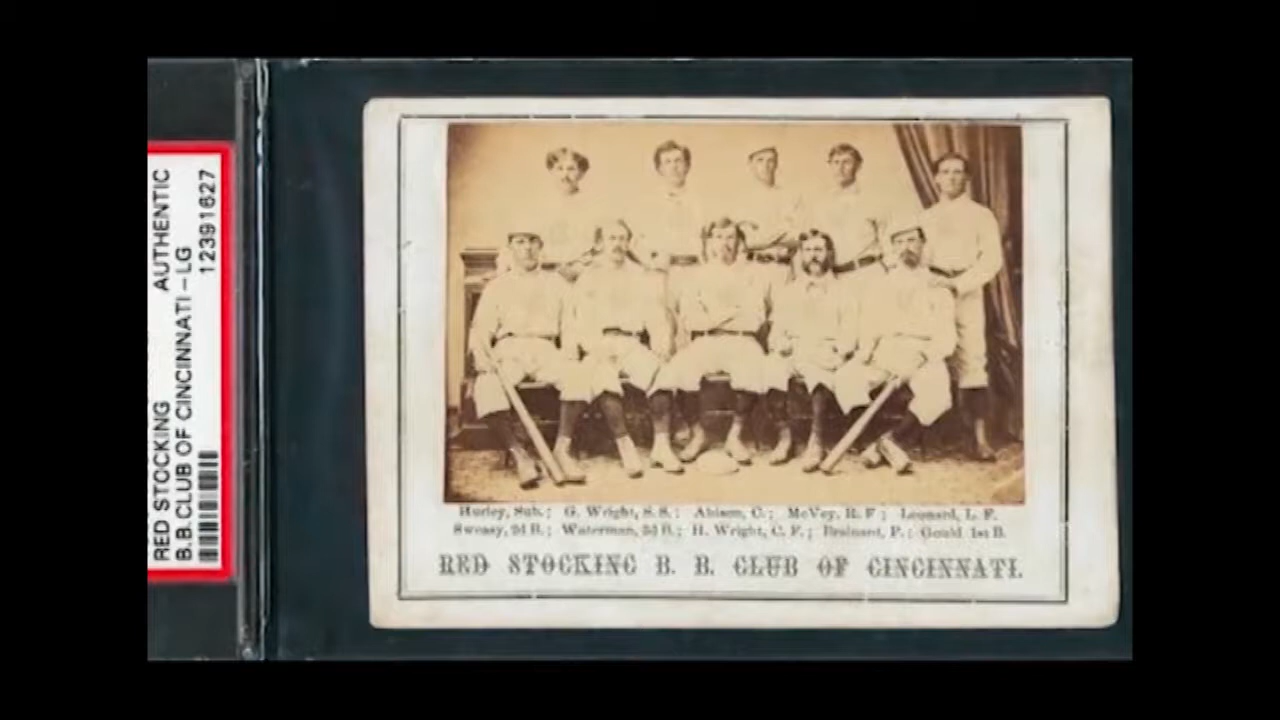 RED STOCKING AUTHENTIC
B.B.CLUB OF CINCINNATI - LG
12391627
Hurley, Sub.; G. Wright, S. S.; Alison, C.; McVey, R. F; Leonard, L. F.
Sweasy, 2d B.; Waterman, 3d B.; H. Wright, C. F.; Brainard, P.; Gould 1st B.
RED STOCKING B. B. CLUB OF CINCINNATI.